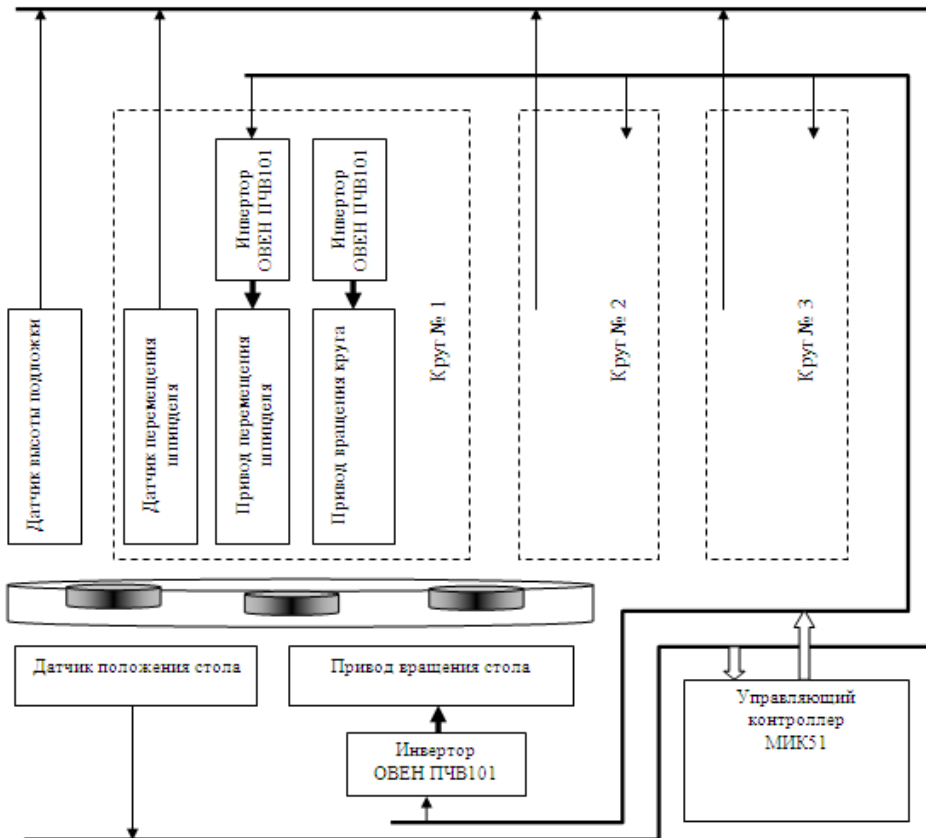 Инвертор
ОВЕН ПЧВ101
Инвертор
ОВЕН ПЧВ101
Датчик высоты подложки
Датчик перемещения
шпинделя
Привод перемещения
шпинделя
Привод вращения круга
Круг № 1
Круг № 2
Круг № 3
Датчик положения стола
Привод вращения стола
Инвертор
ОВЕН ПЧВ101
Управляющий
контроллер
МИК51